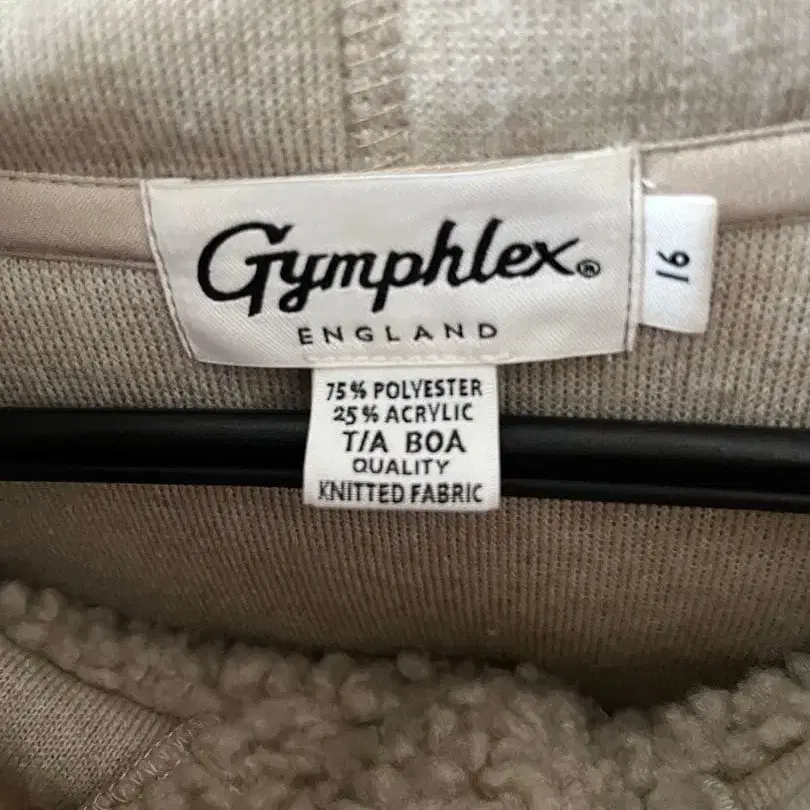 Gymphlex®
ENGLAND
16
75% POLYESTER
25% ACRYLIC
T/A BOA
QUALITY
KNITTED FABRIC